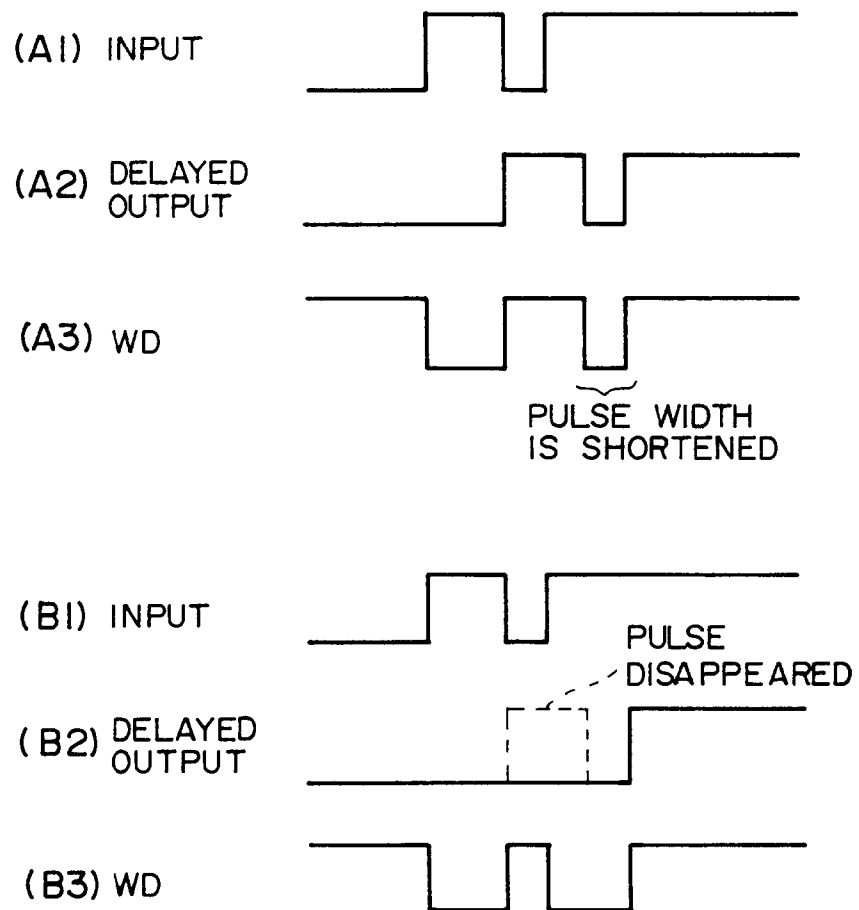 (A1) INPUT
(A2) DELAYED
OUTPUT
(A3) WD
PULSE WIDTH
IS SHORTENED
(B1) INPUT
PULSE
DISAPPEARED
(B2) DELAYED
OUTPUT
(B3) WD